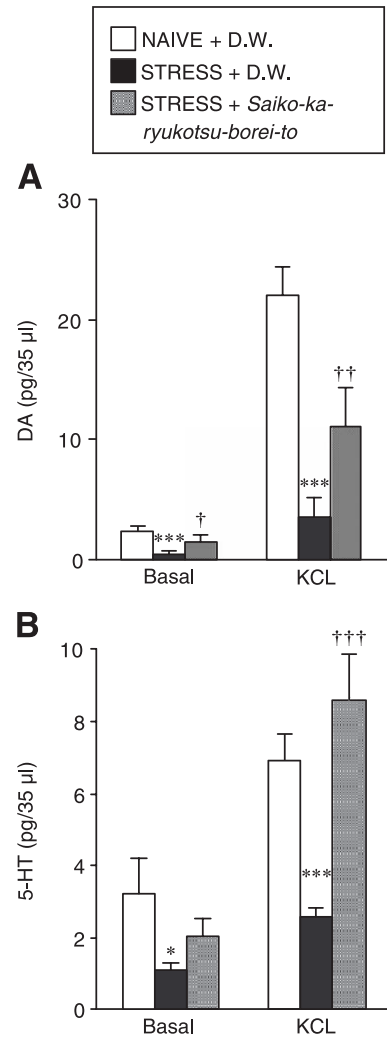 NAIVE + D.W.
STRESS + D.W.
STRESS + Saiko-ka-
ryukotsu-borei-to
A
30
20
10
0
DA (pg/35 µl)
***
†
***
††
Basal
KCL
B
10
8
6
4
2
0
5-HT (pg/35 µl)
*
***
†††
Basal
KCL